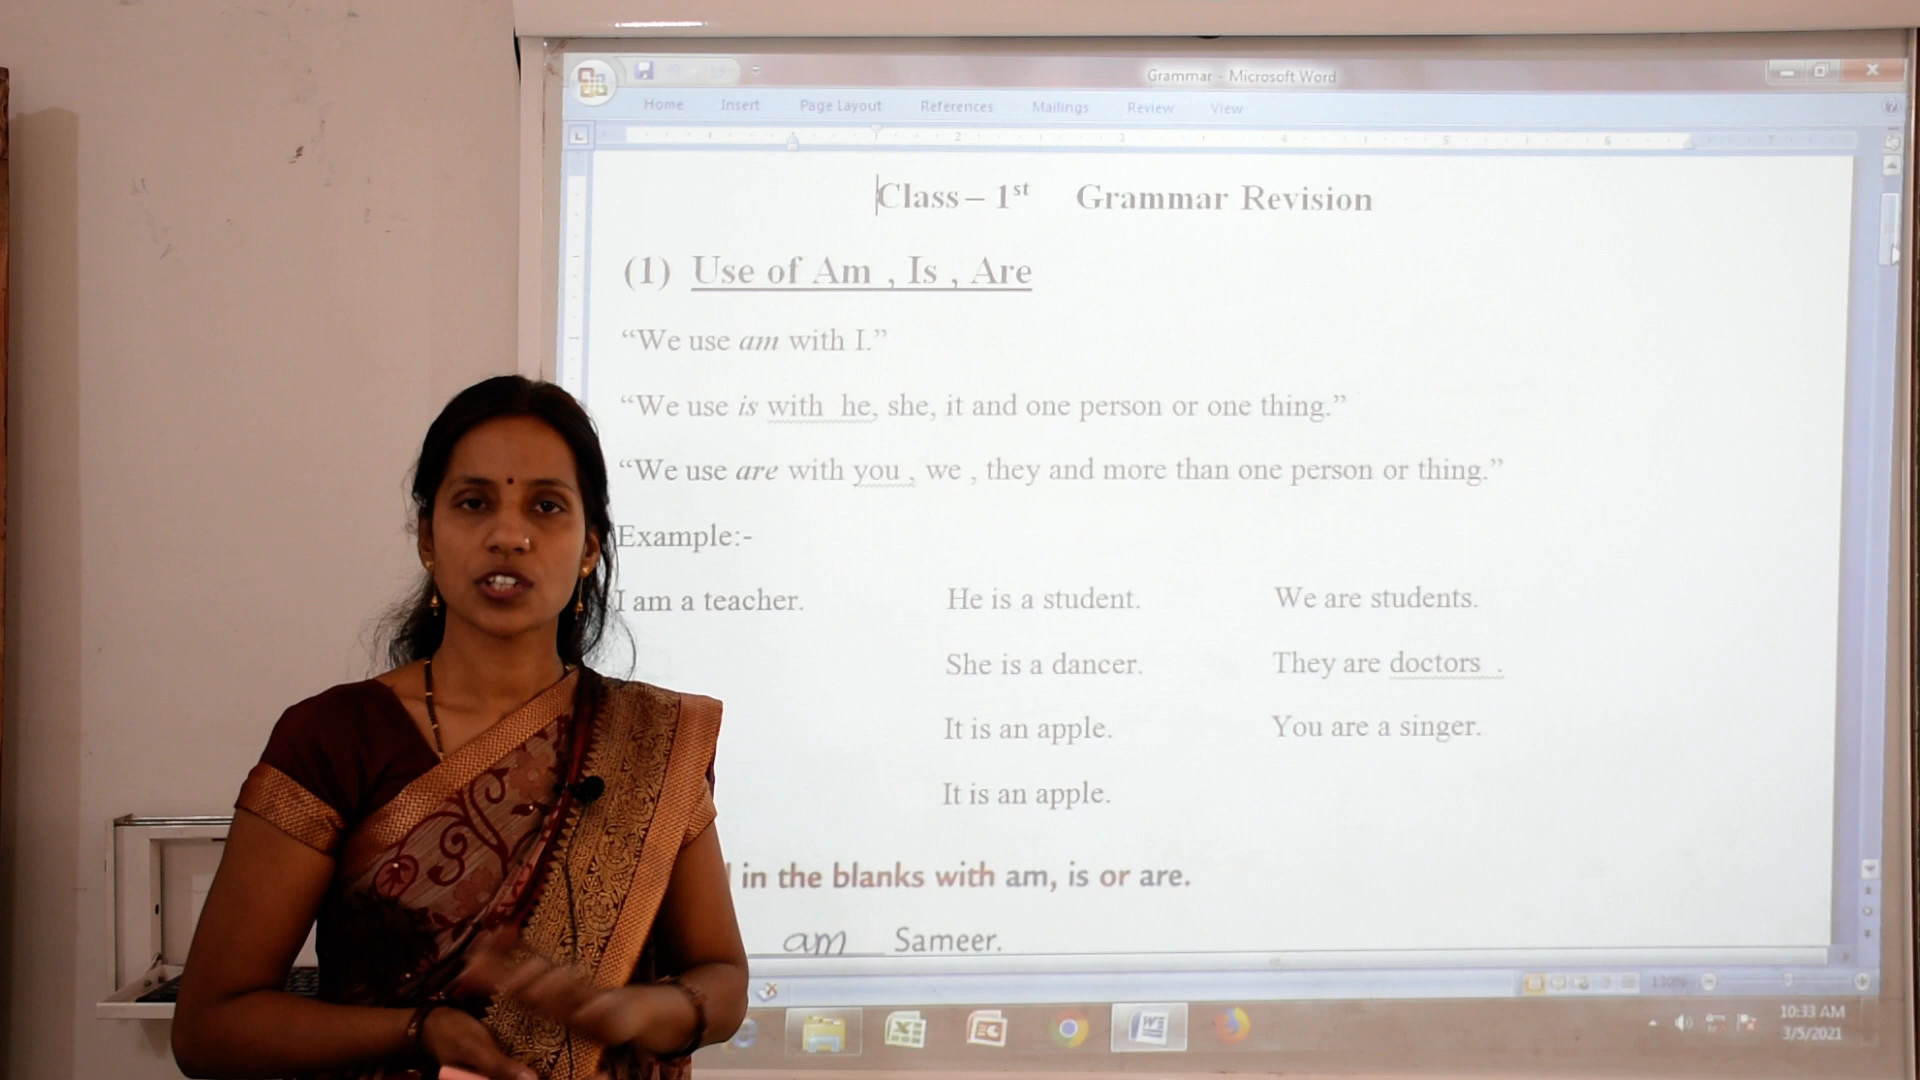 Grammar - Microsoft Word
Home Insert Page Layout References Mailings Review View
Class – 1st Grammar Revision
(1) Use of Am , Is , Are
“We use am with I.”
“We use is with he, she, it and one person or one thing.”
“We use are with you , we , they and more than one person or thing.”
Example:-
I am a teacher. He is a student. We are students.
She is a dancer. They are doctors .
It is an apple. You are a singer.
It is an apple.
in the blanks with am, is or are.
am Sameer.
130%
10:33 AM
3/5/2021